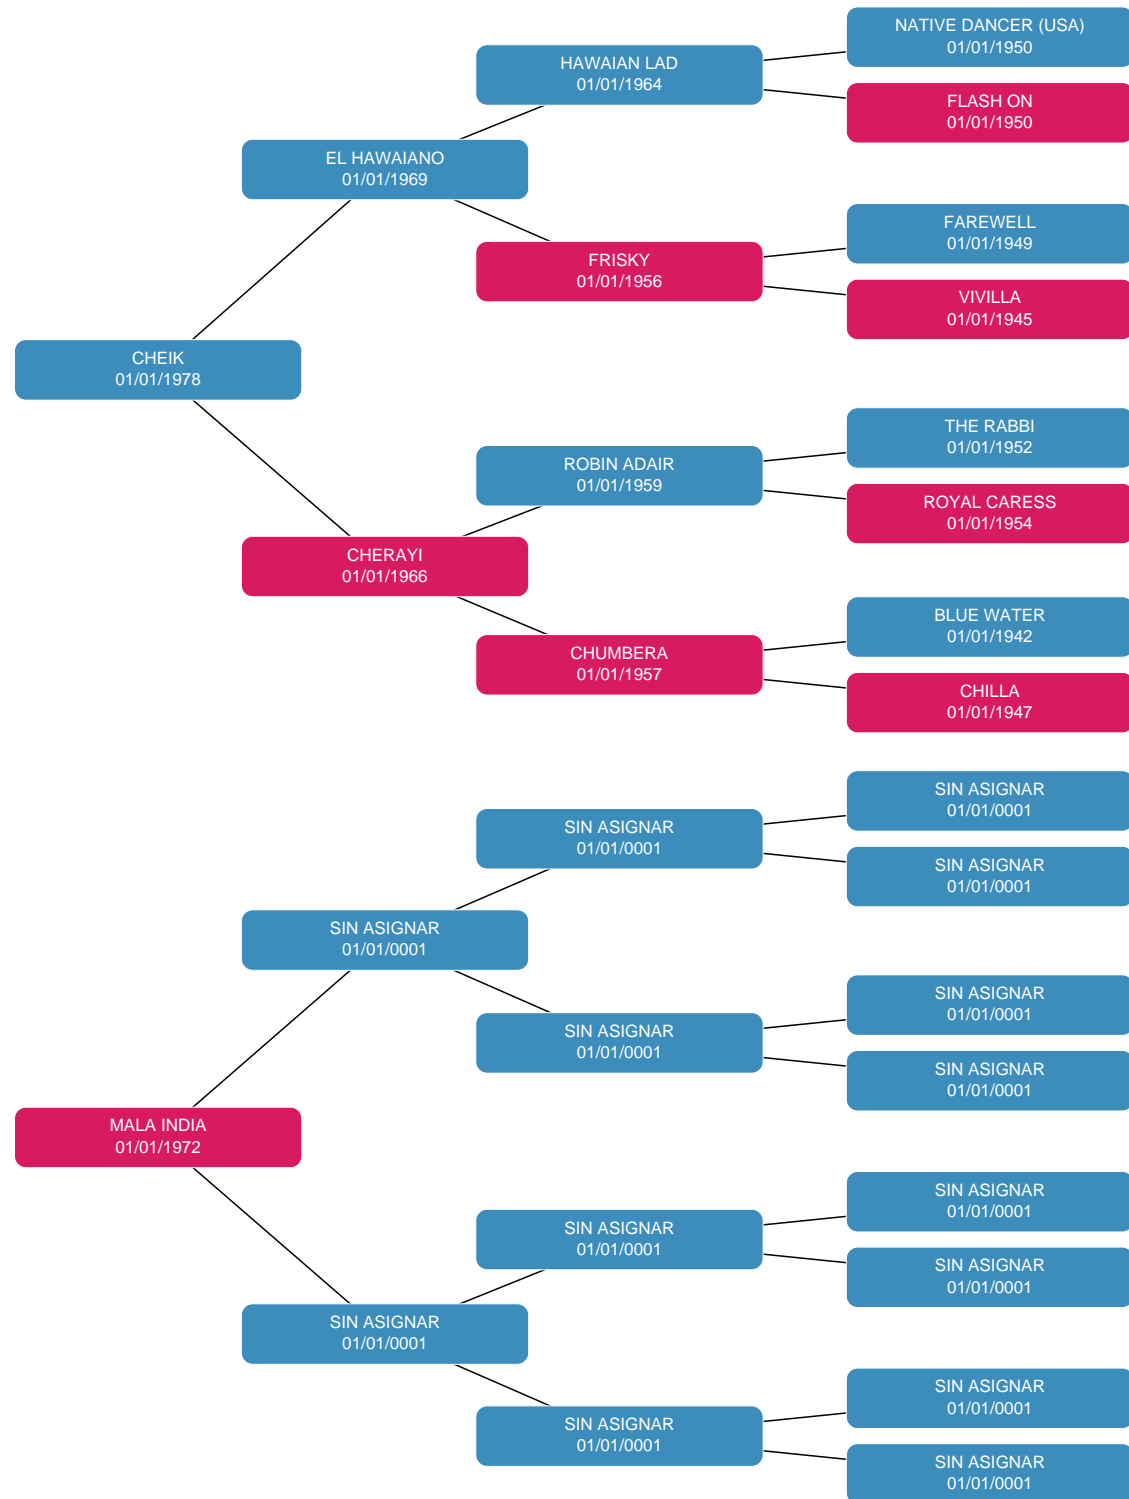 NATIVE DANCER (USA)
01/01/1950
HAWAIAN LAD
01/01/1964
FLASH ON
01/01/1950
EL HAWAIANO
01/01/1969
FAREWELL
01/01/1949
FRISKY
01/01/1956
VIVILLA
01/01/1945
CHEIK
01/01/1978
THE RABBI
01/01/1952
ROBIN ADAIR
01/01/1959
ROYAL CARESS
01/01/1954
CHERAYI
01/01/1966
BLUE WATER
01/01/1942
CHUMBERA
01/01/1957
CHILLA
01/01/1947
SIN ASIGNAR
01/01/0001
SIN ASIGNAR
01/01/0001
SIN ASIGNAR
01/01/0001
SIN ASIGNAR
01/01/0001
SIN ASIGNAR
01/01/0001
SIN ASIGNAR
01/01/0001
SIN ASIGNAR
01/01/0001
MALA INDIA
01/01/1972
SIN ASIGNAR
01/01/0001
SIN ASIGNAR
01/01/0001
SIN ASIGNAR
01/01/0001
SIN ASIGNAR
01/01/0001
SIN ASIGNAR
01/01/0001
SIN ASIGNAR
01/01/0001
SIN ASIGNAR
01/01/0001